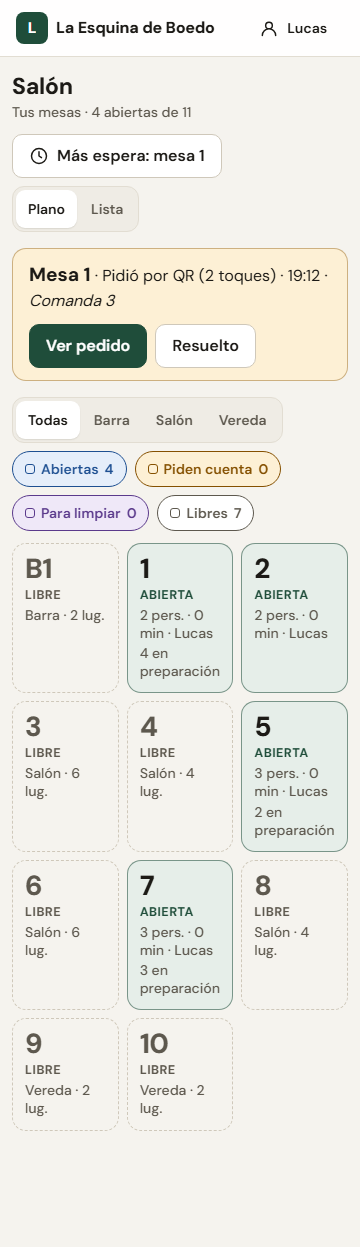 L
La Esquina de Boedo
Lucas
Salón
Tus mesas · 4 abiertas de 11
Más espera: mesa 1
Plano
Lista
Mesa 1 · Pidió por QR (2 toques) · 19:12 ·
Comanda 3
Ver pedido
Resuelto
Todas
Barra
Salón
Vereda
Abiertas 4
Piden cuenta 0
Para limpiar 0
Libres 7
B1
LIBRE
Barra · 2 lug.
1
ABIERTA
2 pers. · 0
min · Lucas
4 en
preparación
2
ABIERTA
2 pers. · 0
min · Lucas
3
LIBRE
Salón · 6
lug.
4
LIBRE
Salón · 4
lug.
5
ABIERTA
3 pers. · 0
min · Lucas
2 en
preparación
6
LIBRE
Salón · 6
lug.
7
ABIERTA
3 pers. · 0
min · Lucas
3 en
preparación
8
LIBRE
Salón · 4
lug.
9
LIBRE
Vereda · 2
lug.
10
LIBRE
Vereda · 2
lug.